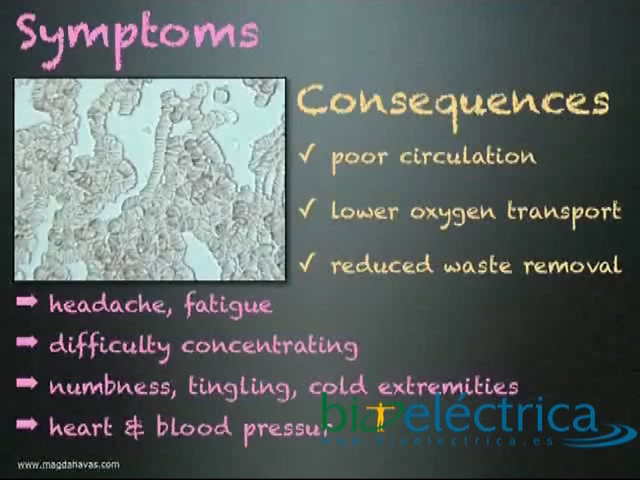 Symptoms
Consequences
✓ poor circulation
✓ lower oxygen transport
✓ reduced waste removal
➡ headache, fatigue
➡ difficulty concentrating
➡ numbness, tingling, cold extremities
➡ heart & blood pressur
bioeléctrica
www.bioelectrica.es
www.magdahavas.com